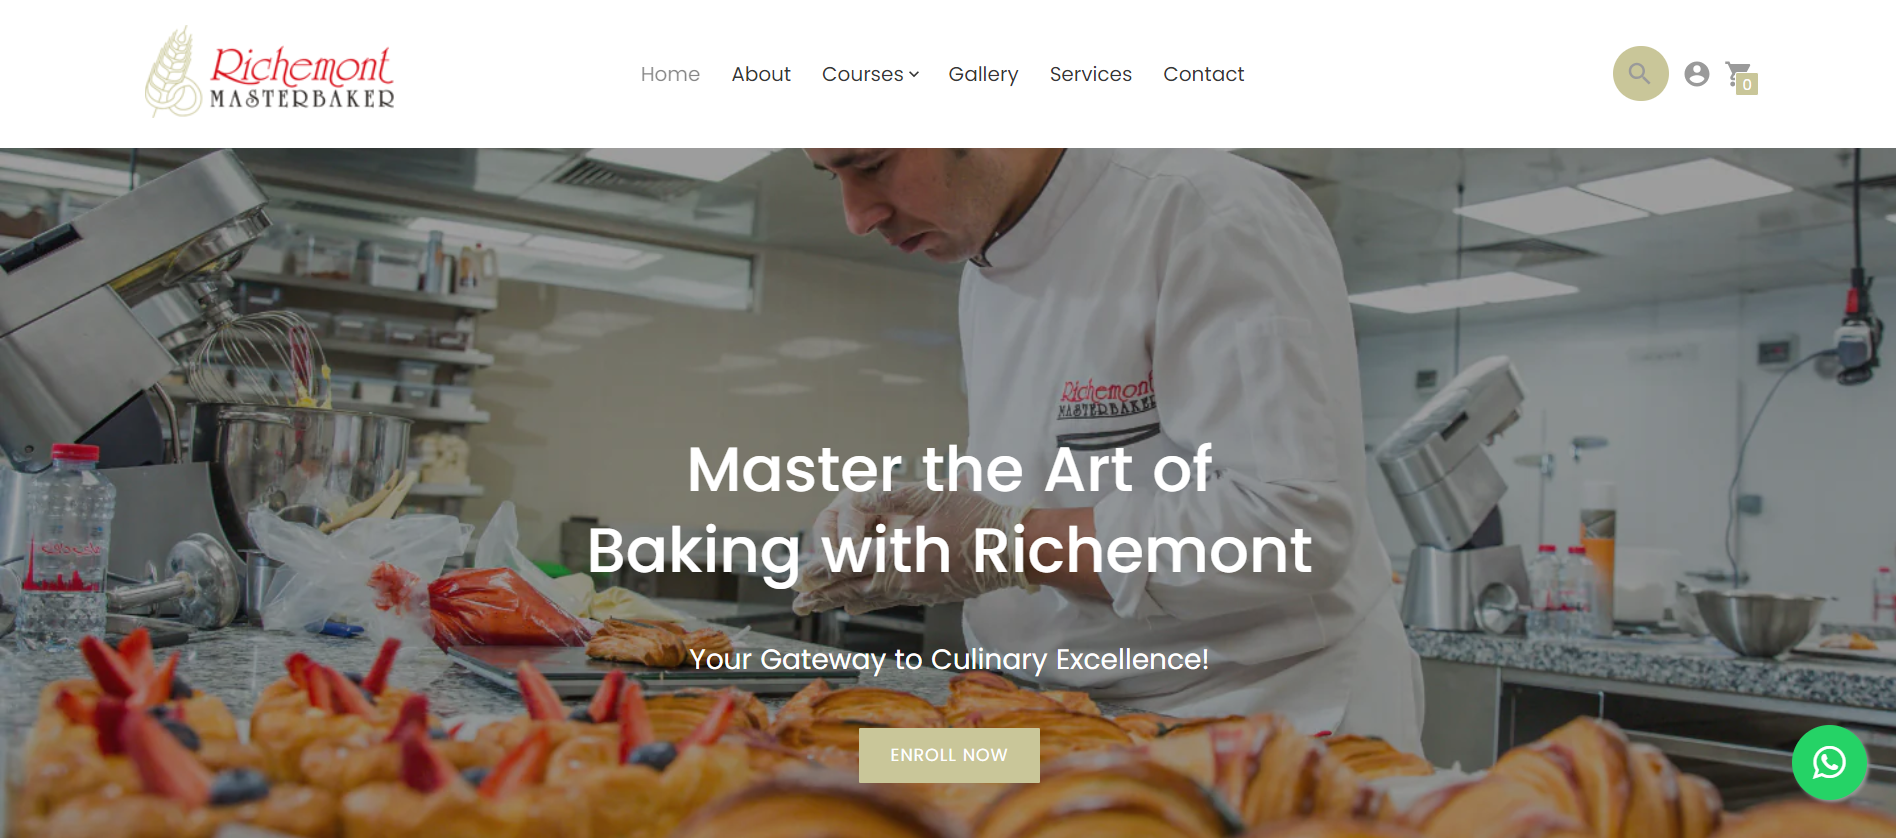 Richemont
MASTERBAKER
Home
About
Courses
Gallery
Services
Contact
0
Richemont
MASTERBAKER
Master the Art of
Baking with Richemont
Your Gateway to Culinary Excellence!
ENROLL NOW